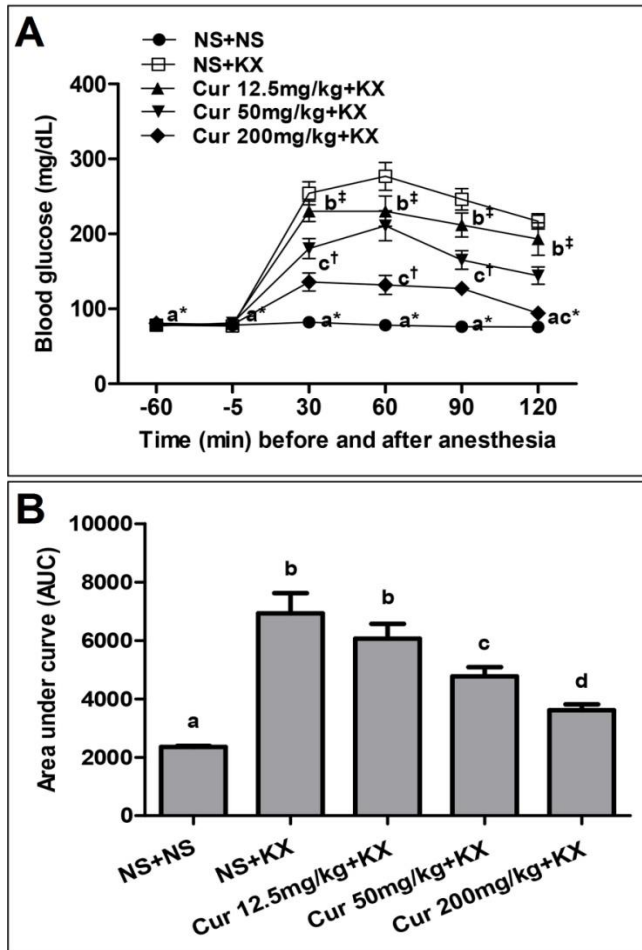 A
NS+NS
NS+KX
Cur 12.5mg/kg+KX
Cur 50mg/kg+KX
Cur 200mg/kg+KX
Blood glucose (mg/dL)
400
300
200
100
0
b‡
b‡
b‡
b‡
c†
c†
c†
a*
a*
a*
a*
a*
ac*
-60
-5
30
60
90
120
Time (min) before and after anesthesia
B
Area under curve (AUC)
10000
8000
6000
4000
2000
0
a
b
b
c
d
NS+NS
NS+KX
Cur 12.5mg/kg+KX
Cur 50mg/kg+KX
Cur 200mg/kg+KX